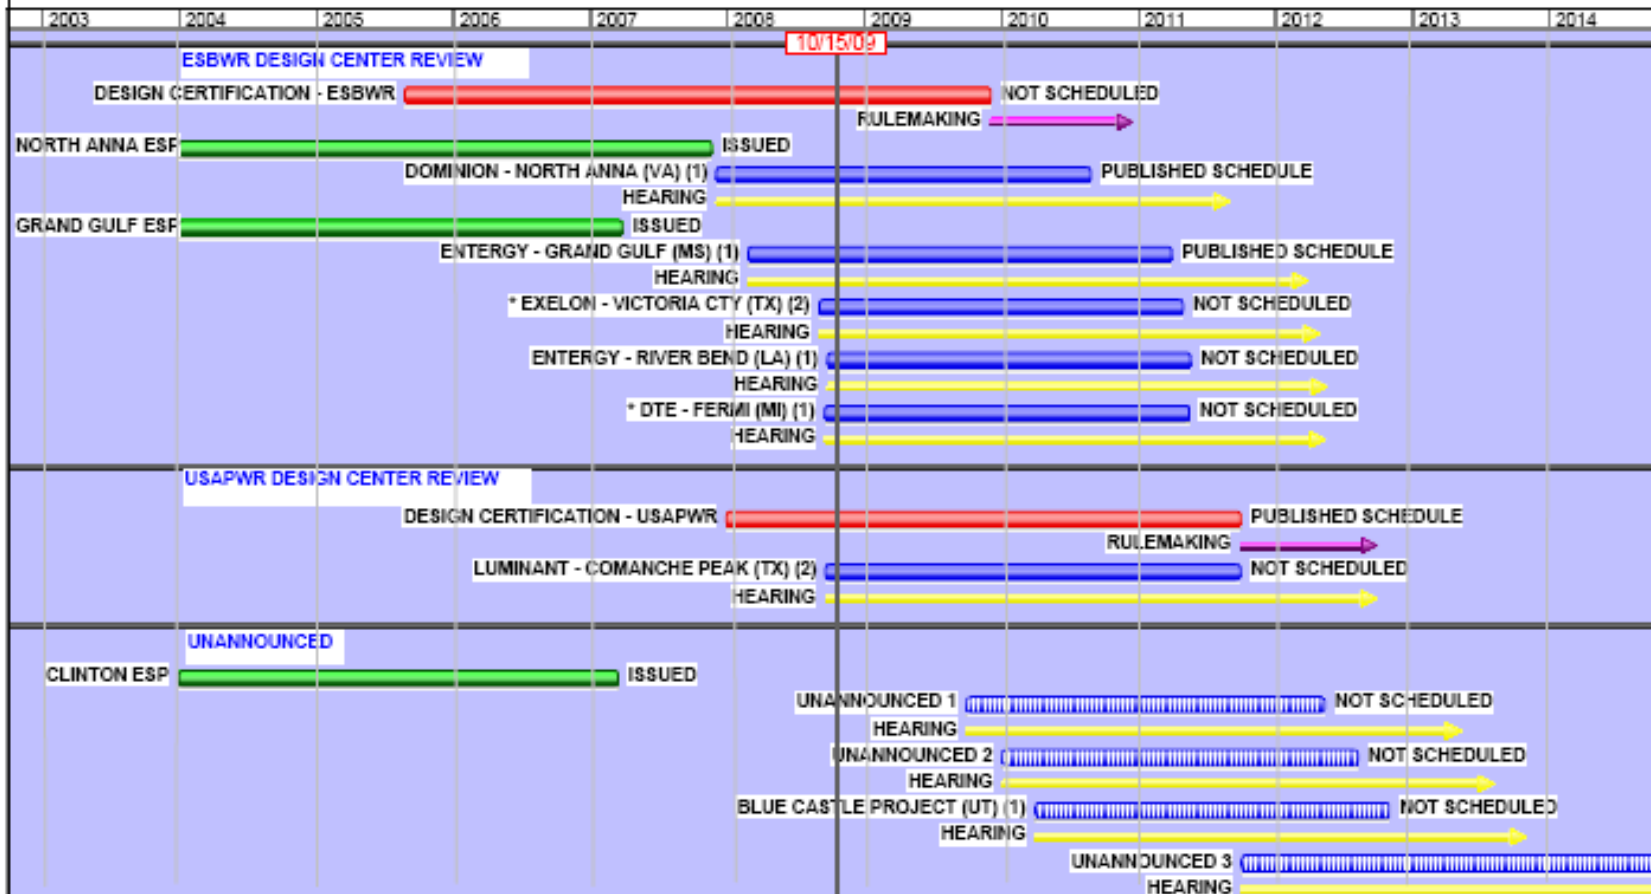 2003 2004 2005 2006 2007 2008 2009 2010 2011 2012 2013 2014
10/15/09
ESBWR DESIGN CENTER REVIEW
DESIGN CERTIFICATION - ESBWR NOT SCHEDULED
RULEMAKING
NORTH ANNA ESP ISSUED
DOMINION - NORTH ANNA (VA) (1) PUBLISHED SCHEDULE
HEARING
GRAND GULF ESP ISSUED
ENTERGY - GRAND GULF (MS) (1) PUBLISHED SCHEDULE
HEARING
* EXELON - VICTORIA CTY (TX) (2) NOT SCHEDULED
HEARING
ENTERGY - RIVER BEND (LA) (1) NOT SCHEDULED
HEARING
* DTE - FERMI (MI) (1) NOT SCHEDULED
HEARING
USAPWR DESIGN CENTER REVIEW
DESIGN CERTIFICATION - USAPWR PUBLISHED SCHEDULE
RULEMAKING
LUMINANT - COMANCHE PEAK (TX) (2) NOT SCHEDULED
HEARING
UNANNOUNCED
CLINTON ESP ISSUED
UNANNOUNCED 1 NOT SCHEDULED
HEARING
UNANNOUNCED 2 NOT SCHEDULED
HEARING
BLUE CASTLE PROJECT (UT) (1) NOT SCHEDULED
HEARING
UNANNOUNCED 3
HEARING